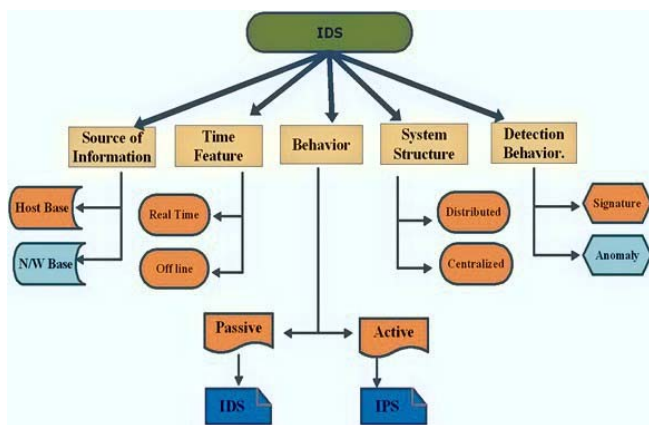 IDS
Source of
Information
Time
Feature
Behavior
System
Structure
Detection
Behavior.
Host Base
N/W Base
Real Time
Off line
Distributed
Centralized
Signature
Anomaly
Passive
Active
IDS
IPS